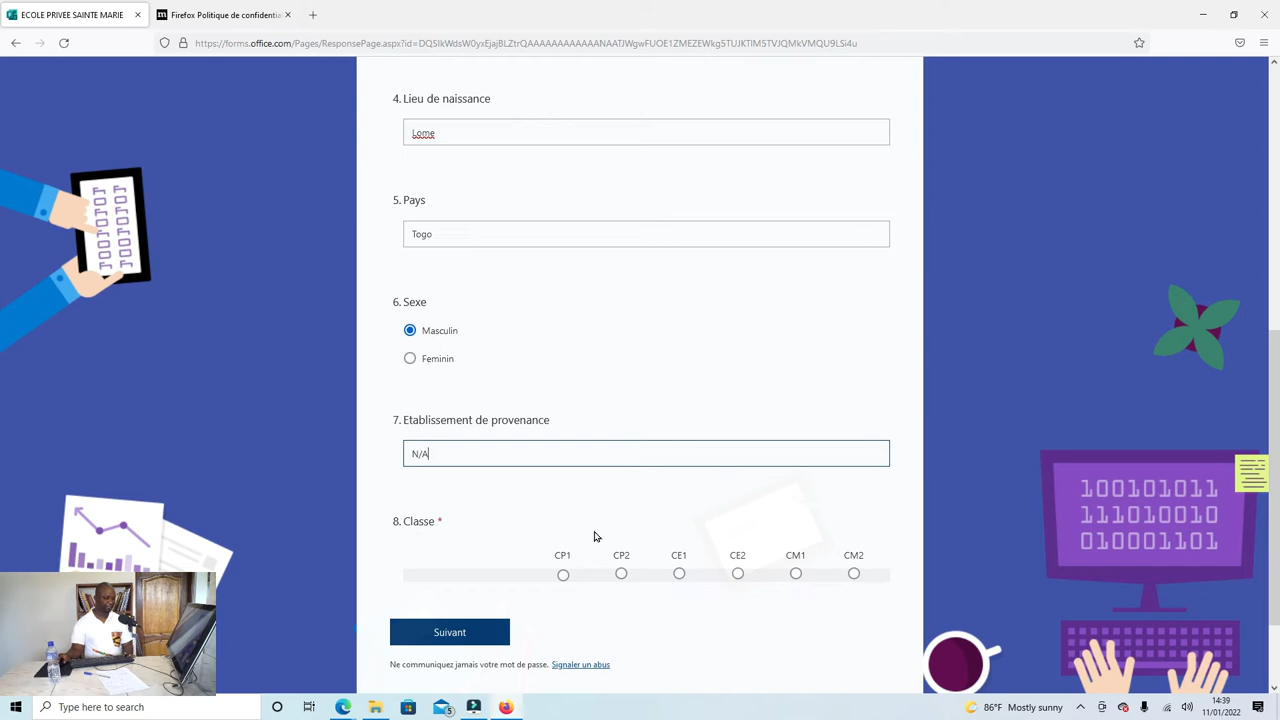 ECOLE PRIVEE SAINTE MARIE
Firefox Politique de confidentia
https://forms.office.com/Pages/ResponsePage.aspx?id=DQSIkWdsW0yxEjajBLZtrQAAAAAAAAAAAANAATJWgwFUOE1ZMEZEWkg5TUJKTlM5TVJQMkVMQU9LSi4u
4. Lieu de naissance
Lome
5. Pays
Togo
6. Sexe
Masculin
Feminin
7. Etablissement de provenance
N/A
8. Classe *
CP1 CP2 CE1 CE2 CM1 CM2
Suivant
Ne communiquez jamais votre mot de passe. Signaler un abus
100101011
111010010
010001101
Type here to search
5
86°F Mostly sunny
14:39
11/01/2022